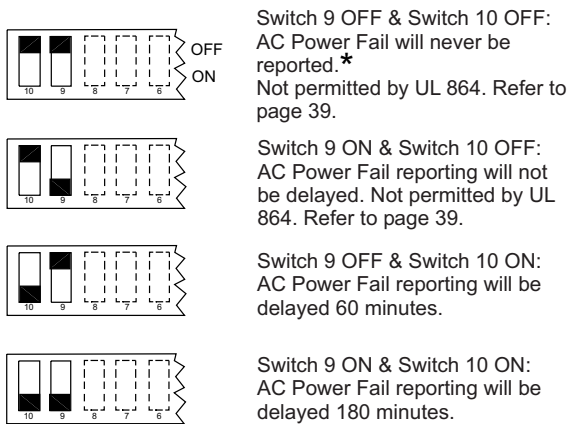 Switch 9 OFF & Switch 10 OFF:
AC Power Fail will never be
reported.*
Not permitted by UL 864. Refer to
page 39.
OFF
ON
10 9 8 7 6
Switch 9 ON & Switch 10 OFF:
AC Power Fail reporting will not
be delayed. Not permitted by UL
864. Refer to page 39.
10 9 8 7 6
Switch 9 OFF & Switch 10 ON:
AC Power Fail reporting will be
delayed 60 minutes.
10 9 8 7 6
Switch 9 ON & Switch 10 ON:
AC Power Fail reporting will be
delayed 180 minutes.
10 9 8 7 6